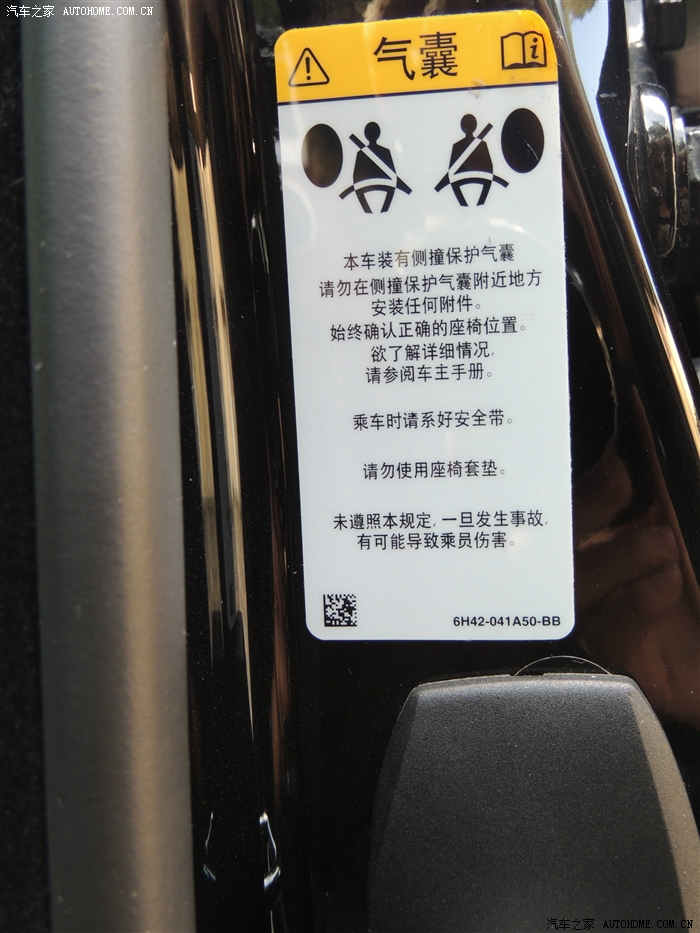 汽车之家 AUTOHOME.COM.CN
气囊
本车装有侧撞保护气囊
请勿在侧撞保护气囊附近地方
安装任何附件。
始终确认正确的座椅位置。
欲了解详细情况,
请参阅车主手册。
乘车时请系好安全带。
请勿使用座椅套垫。
未遵照本规定, 一旦发生事故,
有可能导致乘员伤害。
6H42-041A50-BB
汽车之家 AUTOHOME.COM.CN